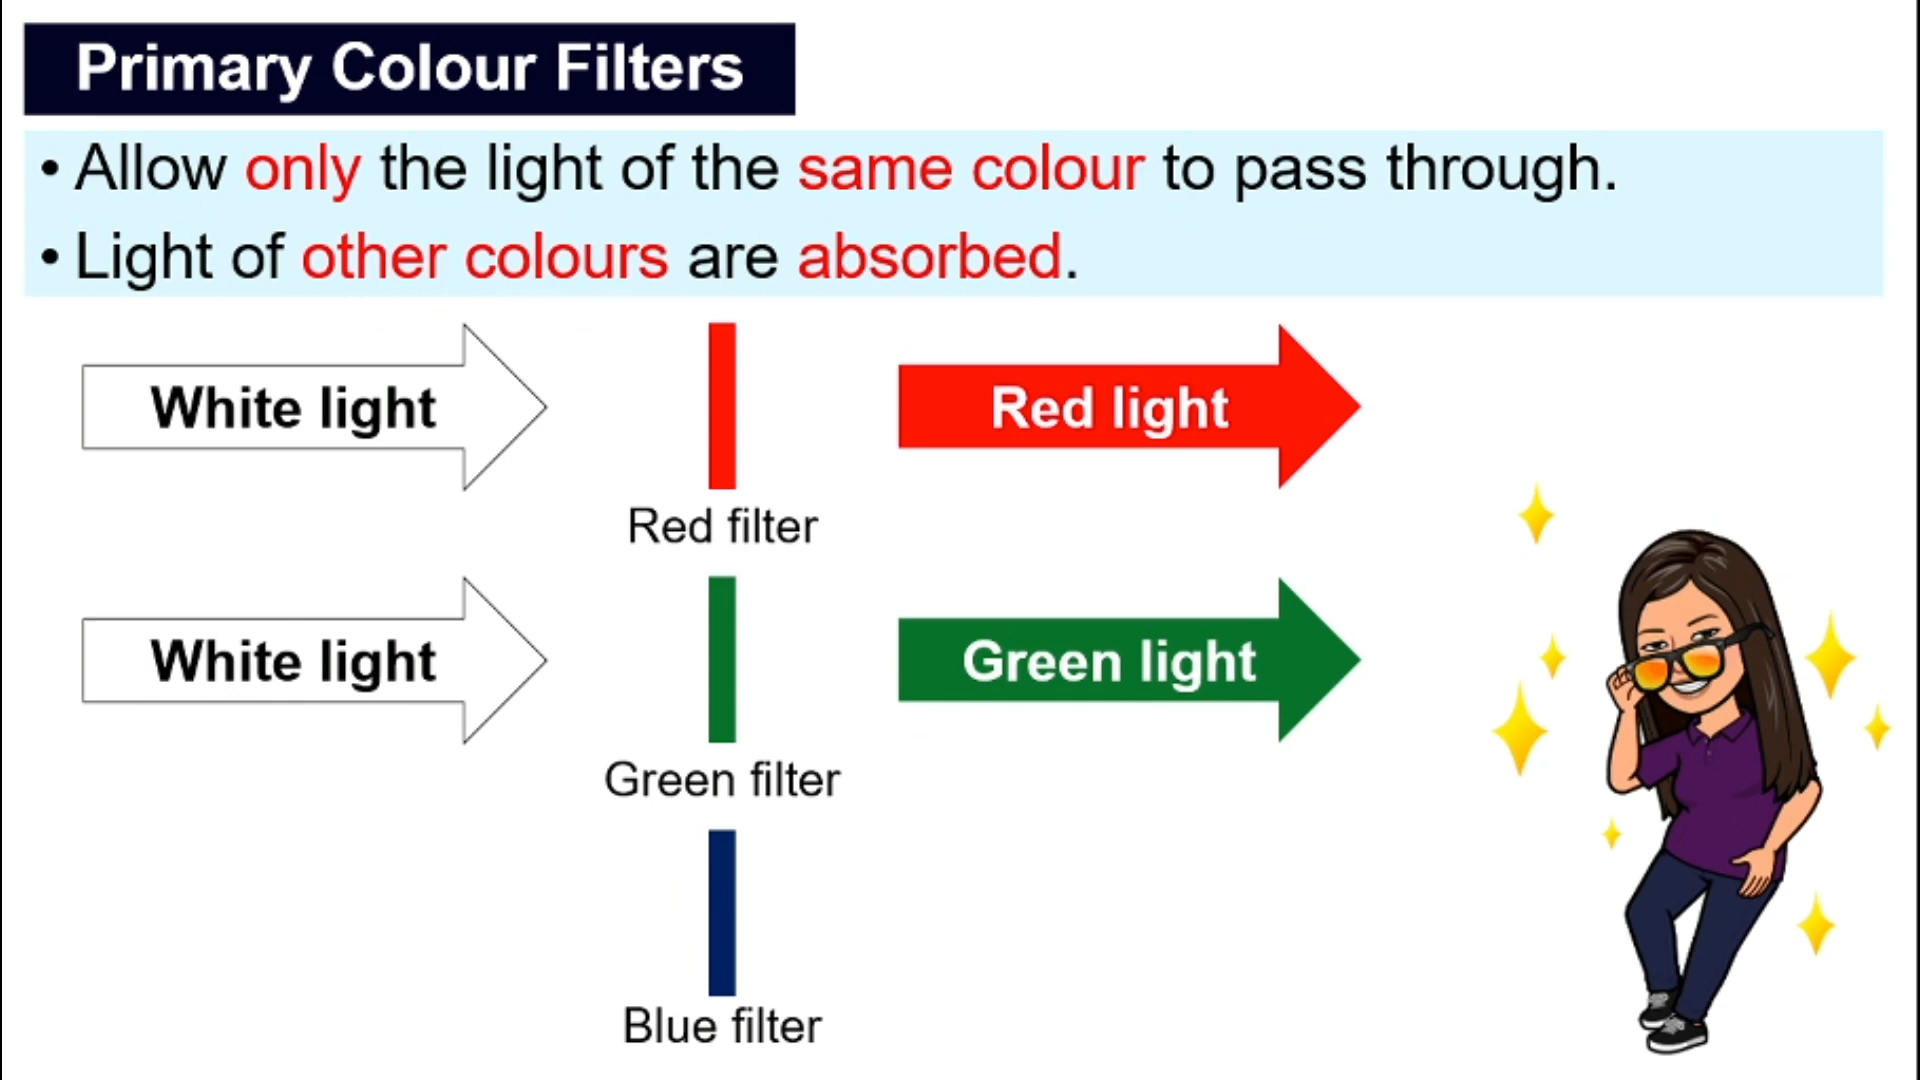 Primary Colour Filters
• Allow only the light of the same colour to pass through.
• Light of other colours are absorbed.
White light
Red light
Red filter
White light
Green light
Green filter
Blue filter